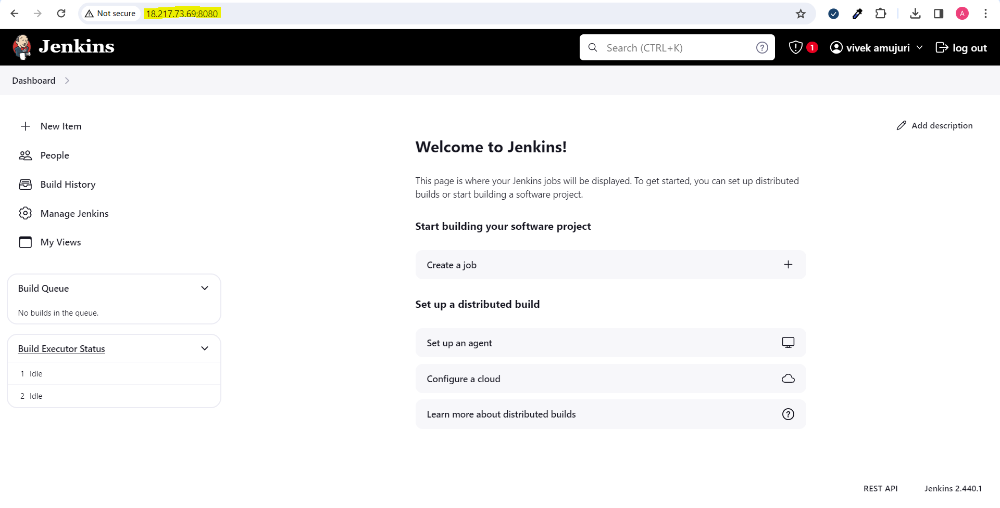 Not secure 18.217.73.69:8080
A
Jenkins
Search (CTRL+K)
1
vivek amujuri
log out
Dashboard
New Item
People
Build History
Manage Jenkins
My Views
Build Queue
No builds in the queue.
Build Executor Status
1 Idle
2 Idle
Add description
Welcome to Jenkins!
This page is where your Jenkins jobs will be displayed. To get started, you can set up distributed
builds or start building a software project.
Start building your software project
Create a job
Set up a distributed build
Set up an agent
Configure a cloud
Learn more about distributed builds
REST API
Jenkins 2.440.1